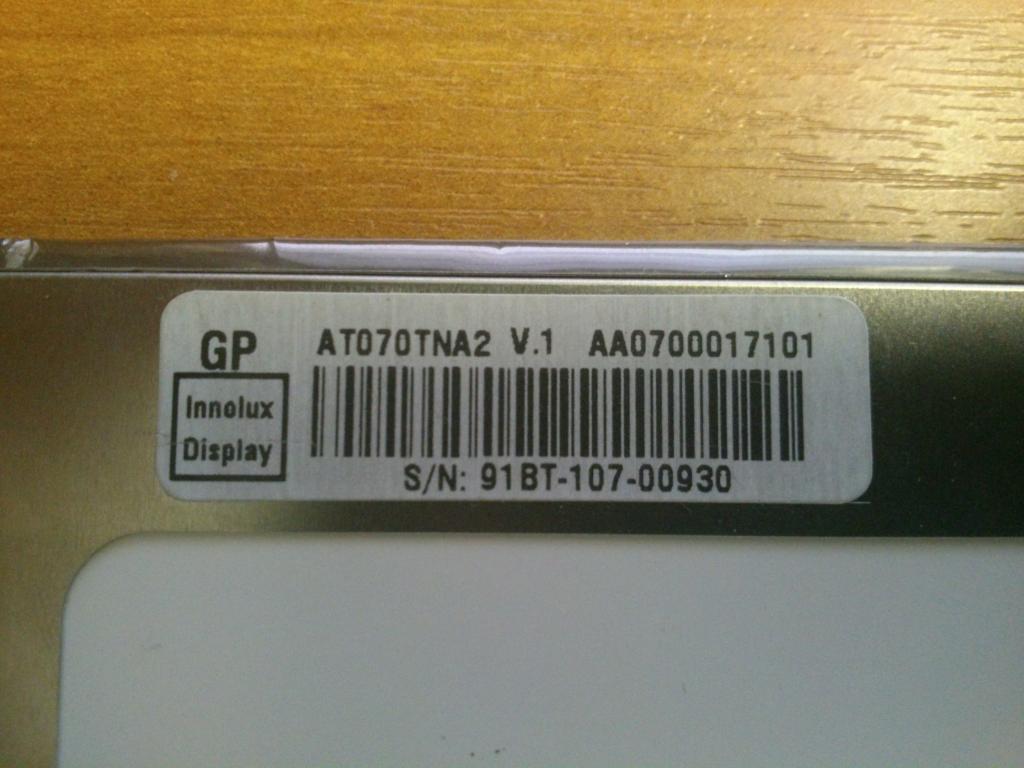 GP
AT070TNA2 V.1 AA0700017101
Innolux
Display
S/N: 91BT-107-00930